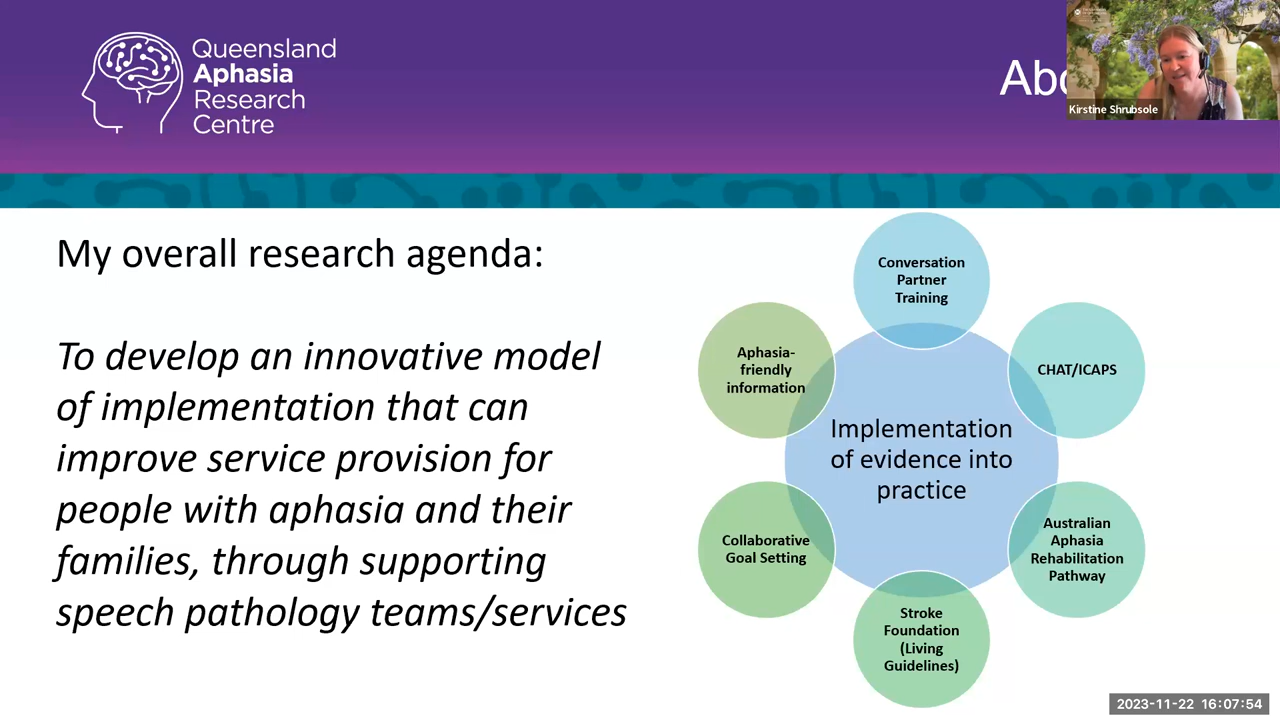 Queensland
Aphasia
Research
Centre
Kirstine Shrubsole
My overall research agenda:
To develop an innovative model
of implementation that can
improve service provision for
people with aphasia and their
families, through supporting
speech pathology teams/services
Conversation
Partner
Training
CHAT/ICAPS
Australian
Aphasia
Rehabilitation
Pathway
Stroke
Foundation
(Living
Guidelines)
Collaborative
Goal Setting
Aphasia-
friendly
information
Implementation
of evidence into
practice
2023-11-22 16:07:54